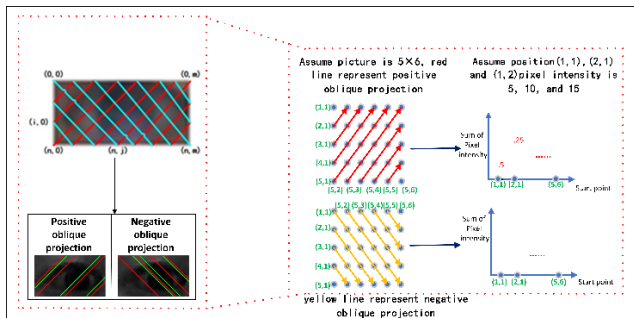 (0, 0)
(0, m)
(i, 0)
(n, 0)
(n, j)
(n, m)
Positive oblique projection
Negative oblique projection
Assume picture is 5×6, red
line represent positive
oblique projection
(1,1)
(2,1)
(3,1)
(4,1)
(5,1)
(5,2) (5,3) (5,4) (5,5) (5,6)
(5,2) (5,3) (5,4) (5,5) (5,6)
(1,1)
(2,1)
(3,1)
(4,1)
(5,1)
yellow line represent negative
oblique projection
Assume position(1,1), (2,1)
and (1,2)pixel intensity is
5, 10, and 15
Sum of
Pixel
intensity
.25
.5
......
(1,1) (2,1) (5,6) Start point
Sum of
Pixel
intensity
......
(1,1) (2,1) (5,6) Start point